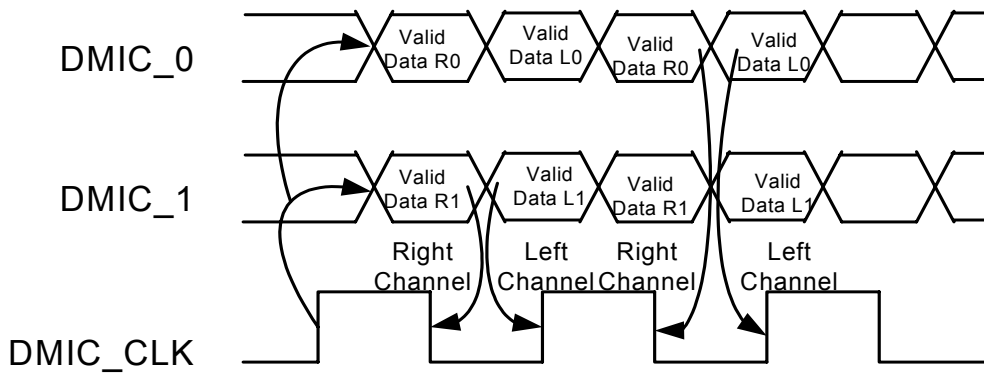 DMIC_0
Valid
Data R0
Valid
Data L0
Valid
Data R0
Valid
Data L0
DMIC_1
Valid
Data R1
Valid
Data L1
Valid
Data R1
Valid
Data L1
Right
Channel
Left
Channel
Right
Channel
Left
Channel
DMIC_CLK